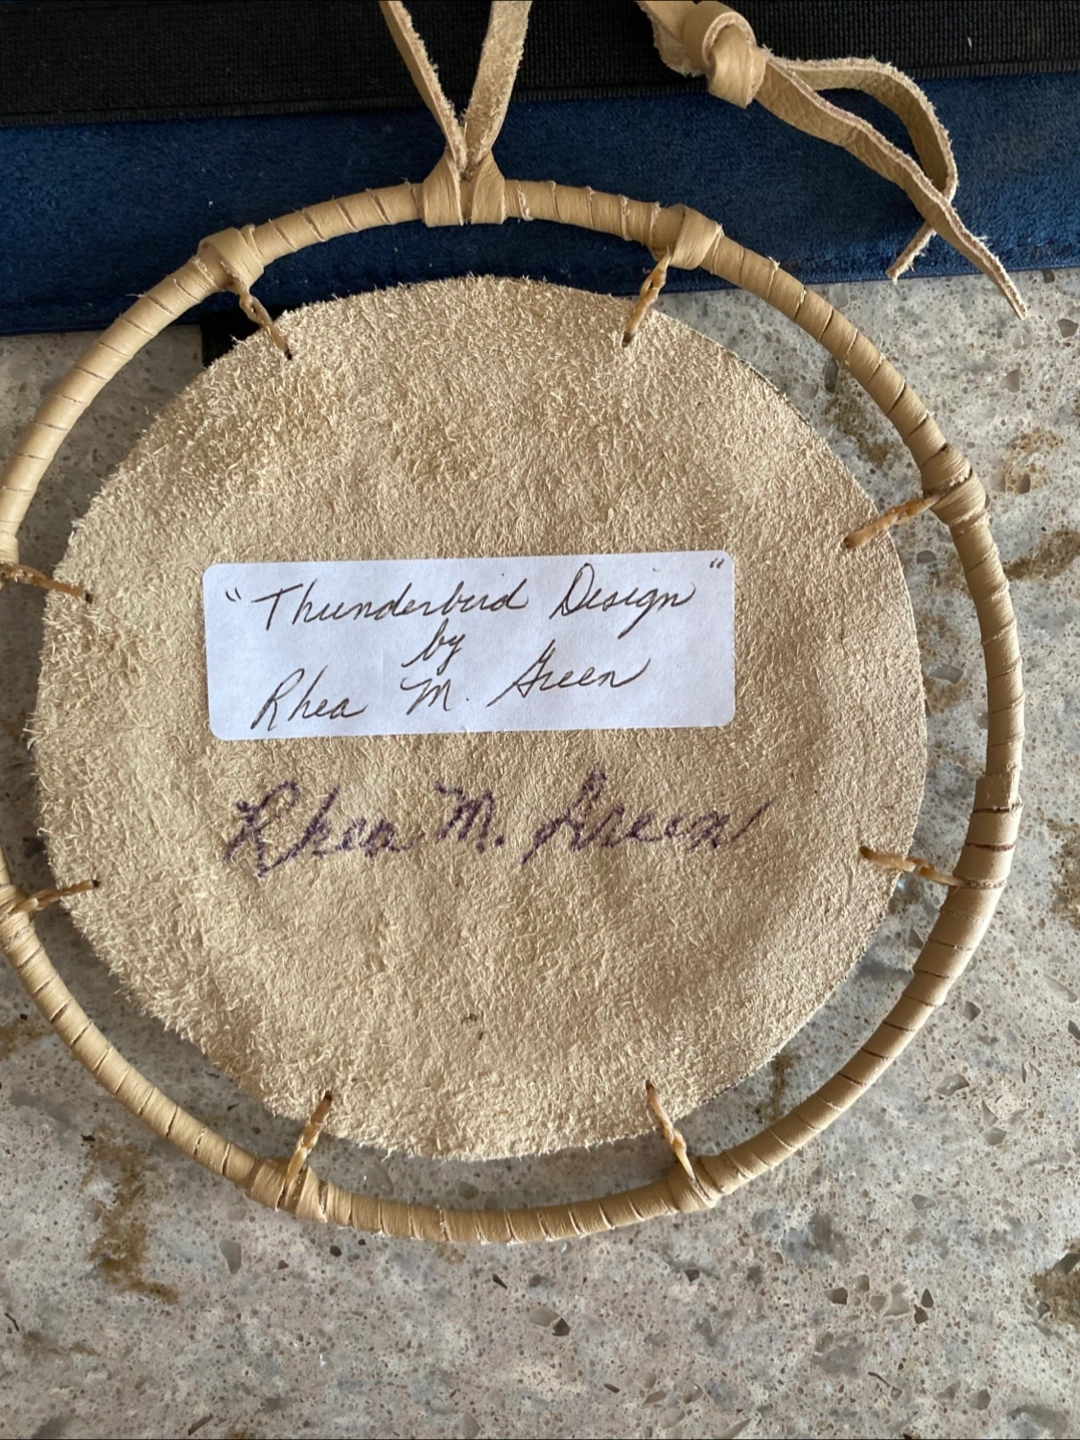 "Thunderbird Design"
by
Rhea M. Green
Rhea M. Green